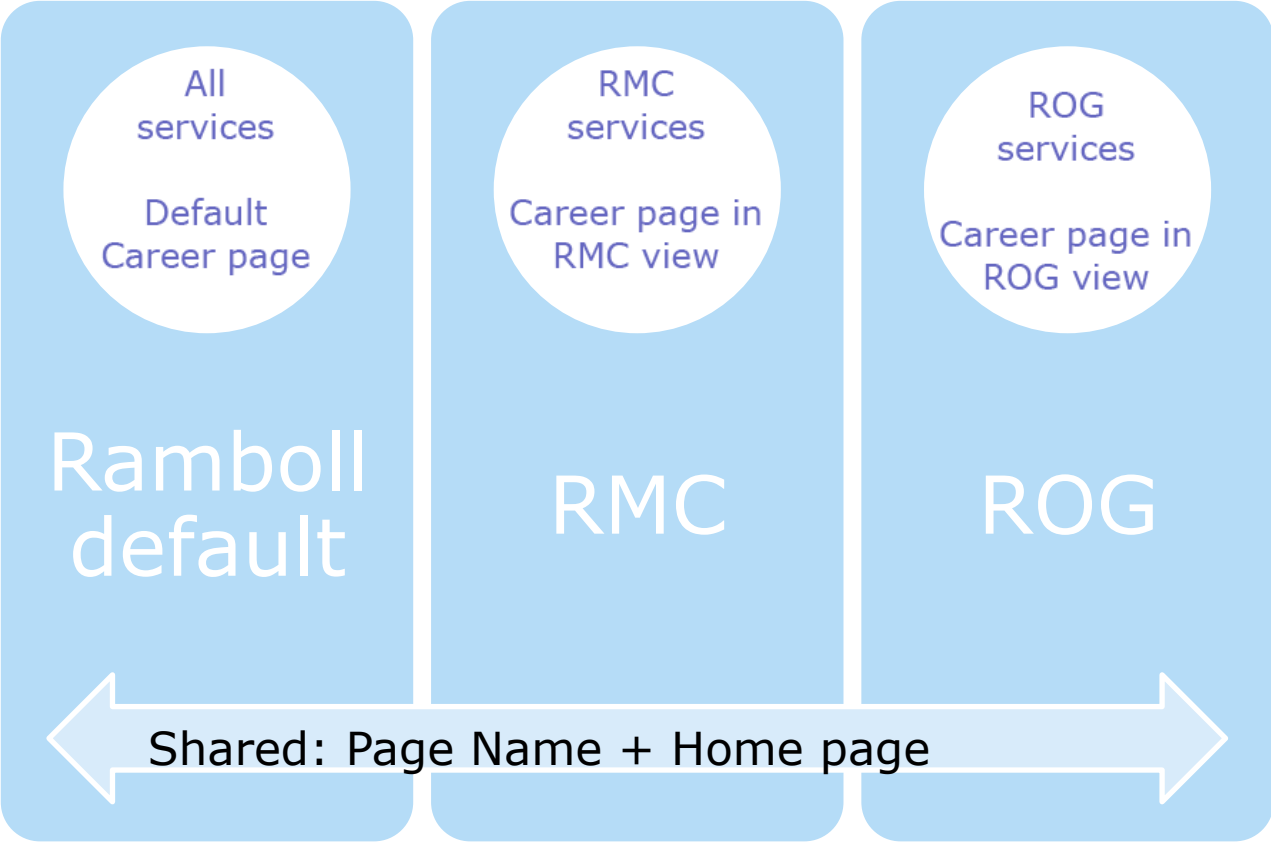 All
services
Default
Career page
RMC
services
Career page in
RMC view
ROG
services
Career page in
ROG view
Ramboll
default
RMC
ROG
Shared: Page Name + Home page